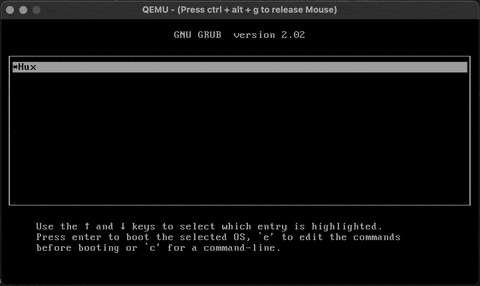 QEMU - (Press ctrl + alt + g to release Mouse)
GNU GRUB  version 2.02
*Hux
Use the ↑ and ↓ keys to select which entry is highlighted.
Press enter to boot the selected OS, `e' to edit the commands
before booting or `c' for a command-line.